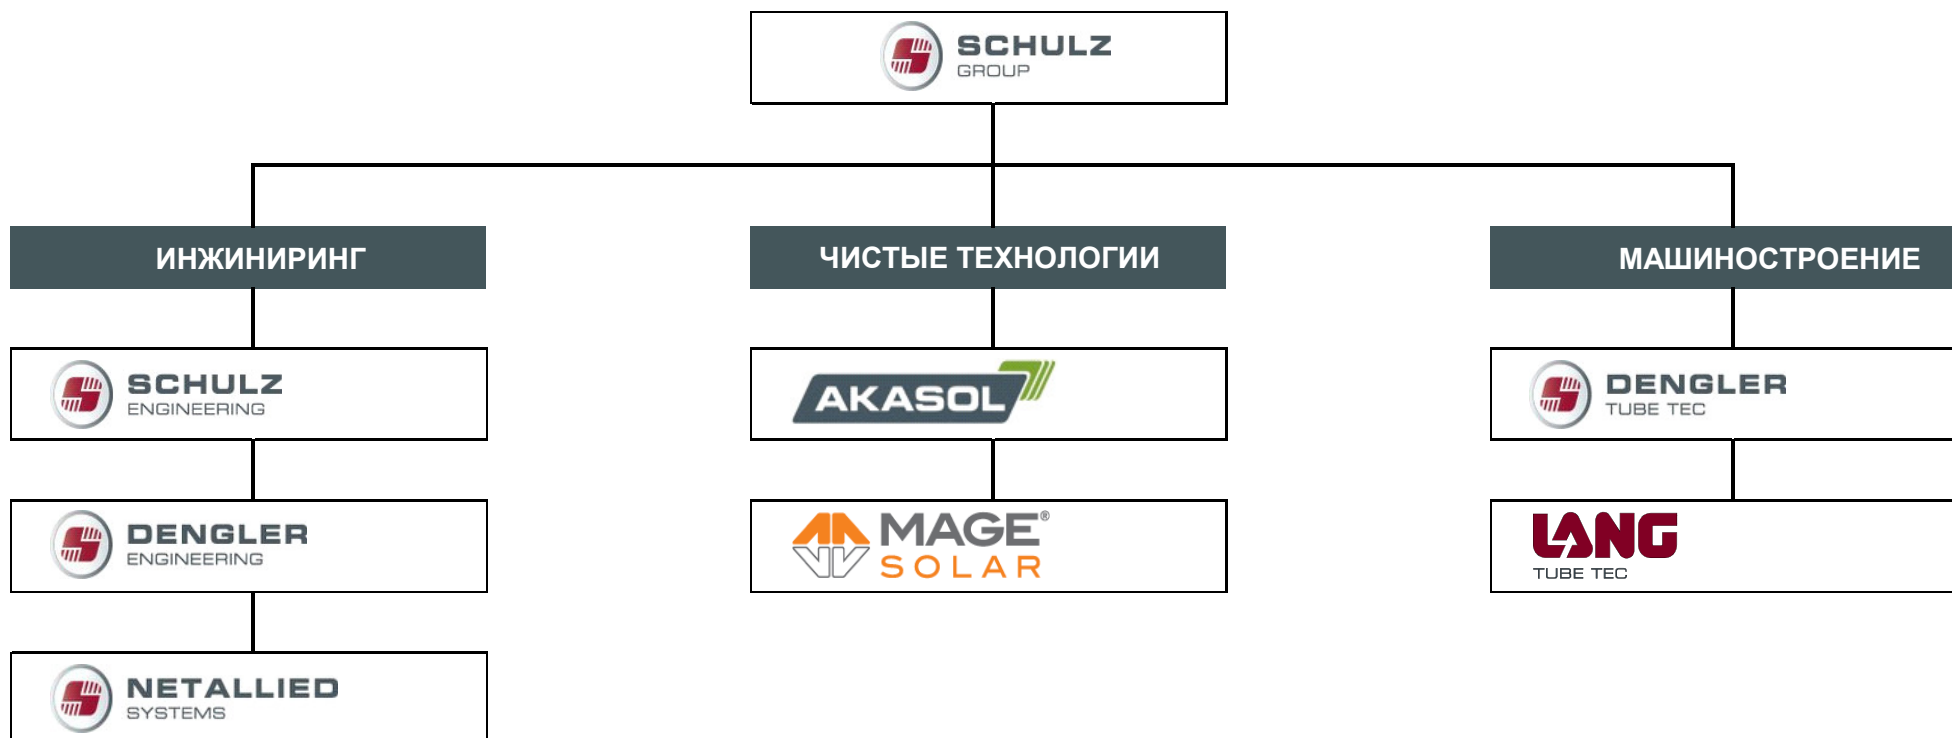 SCHULZ
GROUP
ИНЖИНИРИНГ
ЧИСТЫЕ ТЕХНОЛОГИИ
МАШИНОСТРОЕНИЕ
SCHULZ
ENGINEERING
AKASOL
DENGLER
TUBE TEC
DENGLER
ENGINEERING
MAGE®
SOLAR
LANG
TUBE TEC
NETALLIED
SYSTEMS